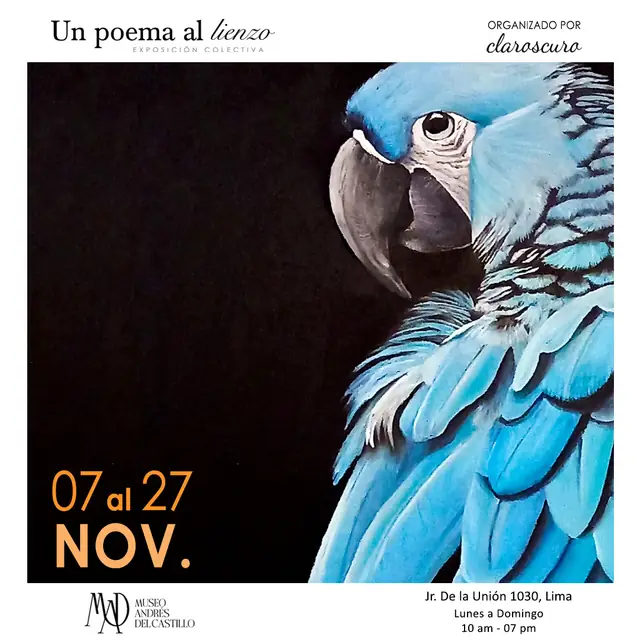 Un poema al lienzo
EXPOSICIÓN COLECTIVA
ORGANIZADO POR
claroscuro
07 al 27
NOV.
MAD
MUSEO
ANDRÉS
DEL CASTILLO
Jr. De la Unión 1030, Lima
Lunes a Domingo
10 am - 07 pm